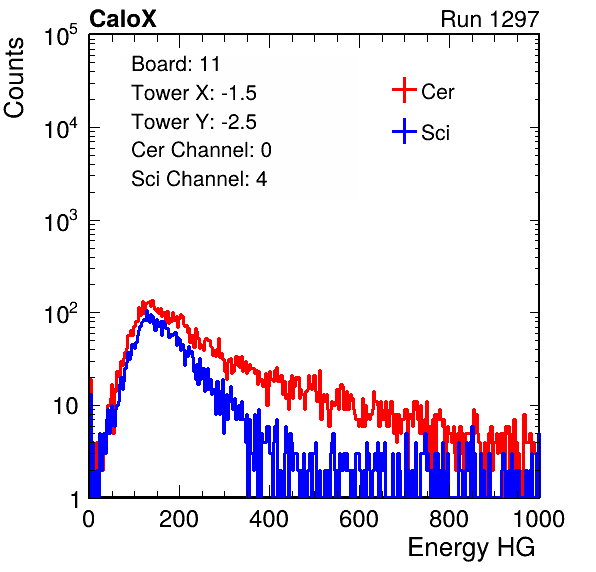 CaloX Run 1297
Counts
10^5
10^4
10^3
10^2
10
1
Board: 11
Tower X: -1.5
Tower Y: -2.5
Cer Channel: 0
Sci Channel: 4
Cer
Sci
0 200 400 600 800 1000
Energy HG